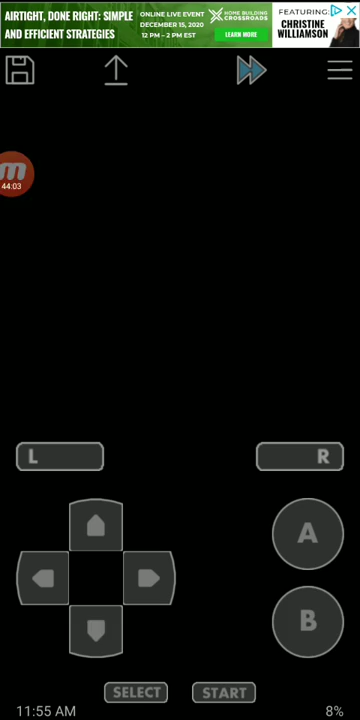 AIRTIGHT, DONE RIGHT: SIMPLE
AND EFFICIENT STRATEGIES
ONLINE LIVE EVENT
DECEMBER 15, 2020
12 PM – 2 PM EST
HOME BUILDING
CROSSROADS
LEARN MORE
FEATURING:
CHRISTINE
WILLIAMSON
44:03
L
R
A
B
SELECT
START
11:55 AM
8%